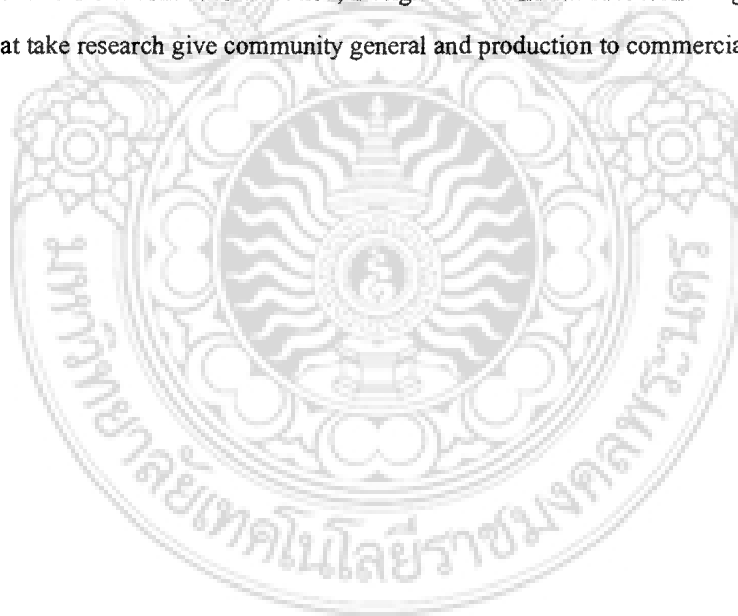 at take research give community general and production to commercia
มหาวิทยาลัยเทคโนโลยีราชมงคลพระนคร